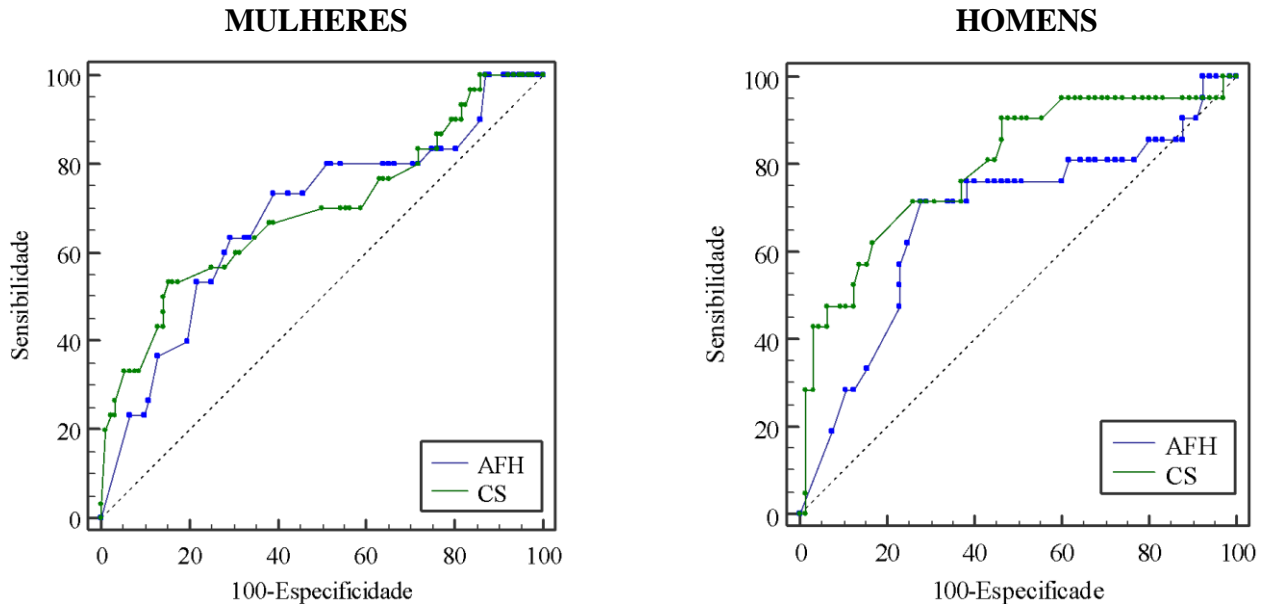 MULHERES
100
80
60
40
20
0
Sensibilidade
AFH
CS
0 20 40 60 80 100
100-Especificidade
HOMENS
100
80
60
40
20
0
Sensibilidade
AFH
CS
0 20 40 60 80 100
100-Especificade